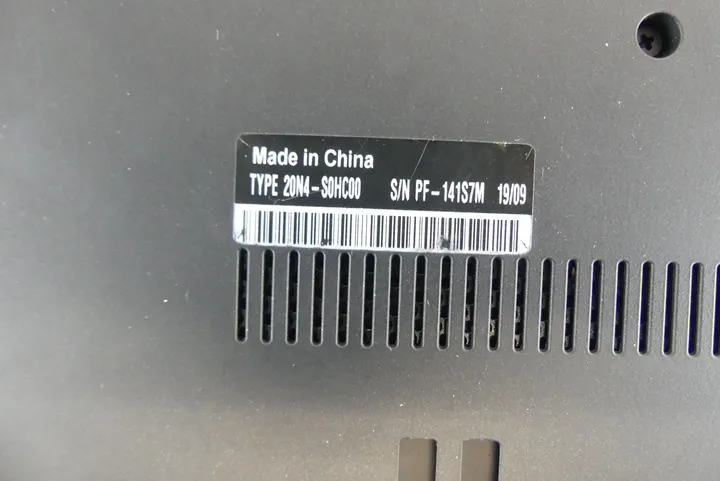 Made in China
TYPE 20N4-S0HC00 S/N PF-141S7M 19/09